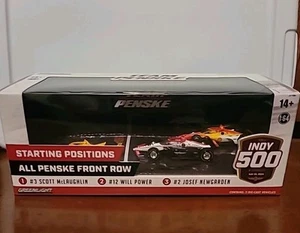 TEAM
PENSKE
14+
1:64
STARTING POSITIONS
ALL PENSKE FRONT ROW
1 #3 SCOTT McLAUGHLIN 2 #12 WILL POWER 3 #2 JOSEF NEWGARDEN
INDY
500
GREENLIGHT